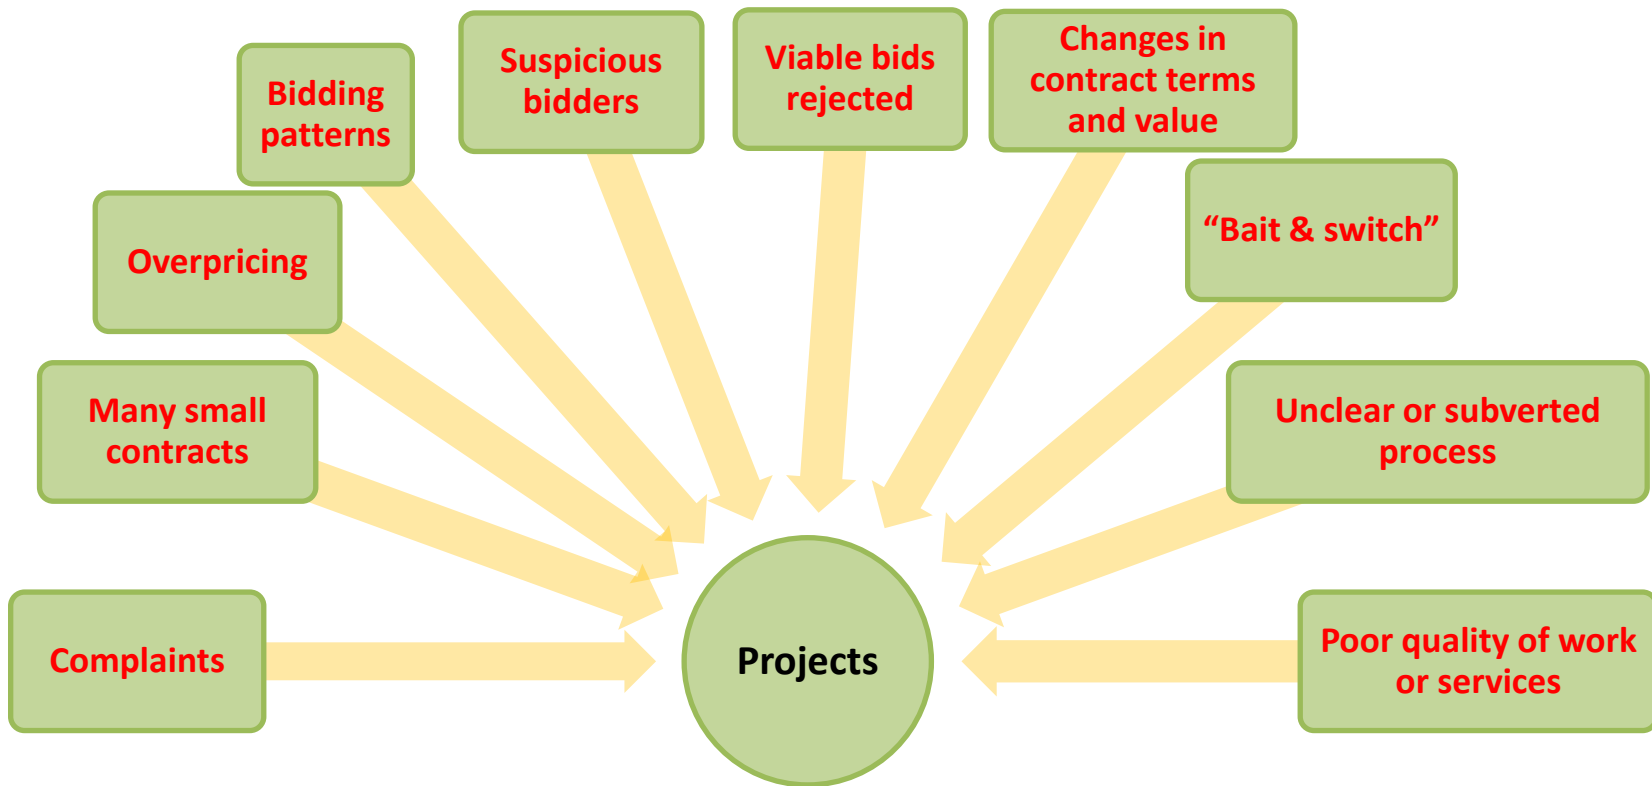 Complaints
Many small
contracts
Overpricing
Bidding
patterns
Suspicious
bidders
Viable bids
rejected
Changes in
contract terms
and value
“Bait & switch”
Unclear or subverted
process
Poor quality of work
or services
Projects